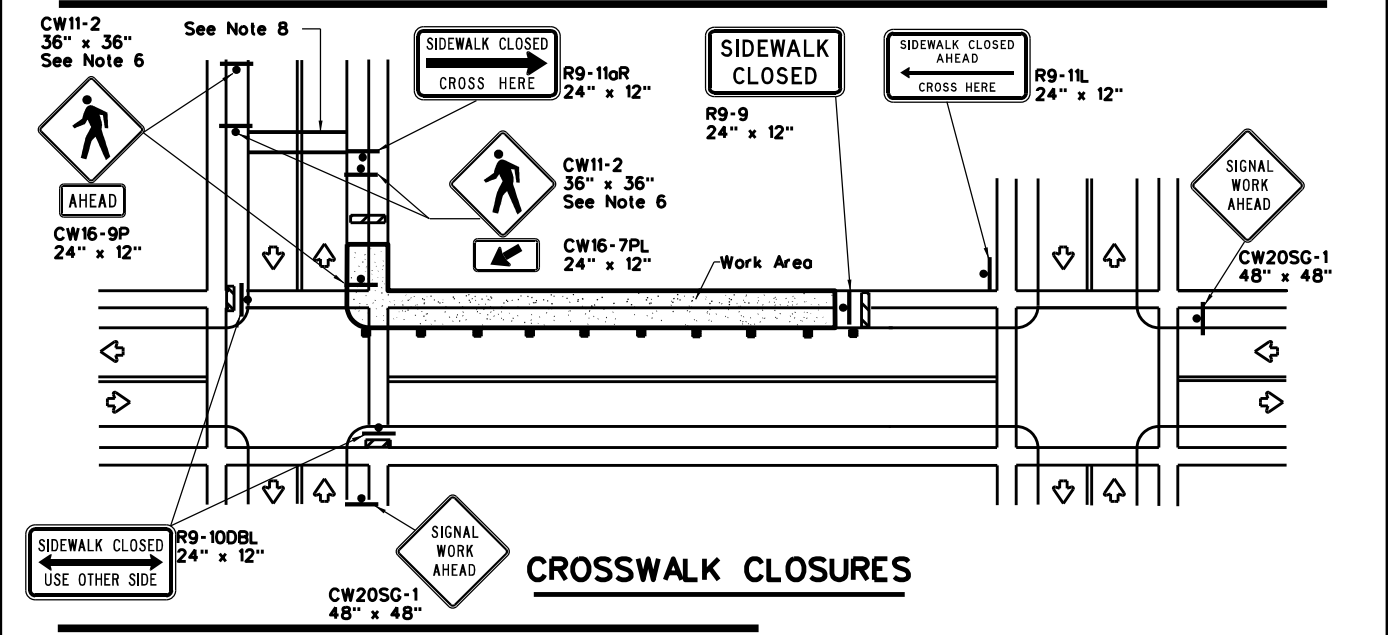 CW11-2
36" x 36"
See Note 6
AHEAD
CW16-9P
24" x 12"
See Note 8
SIDEWALK CLOSED
CROSS HERE
R9-11aR
24" x 12"
CW11-2
36" x 36"
See Note 6
CW16-7PL
24" x 12"
SIDEWALK
CLOSED
R9-9
24" x 12"
SIDEWALK CLOSED
AHEAD
CROSS HERE
R9-11L
24" x 12"
SIGNAL
WORK
AHEAD
CW20SG-1
48" x 48"
Work Area
SIDEWALK CLOSED
USE OTHER SIDE
R9-10DBL
24" x 12"
SIGNAL
WORK
AHEAD
CW20SG-1
48" x 48"
CROSSWALK CLOSURES